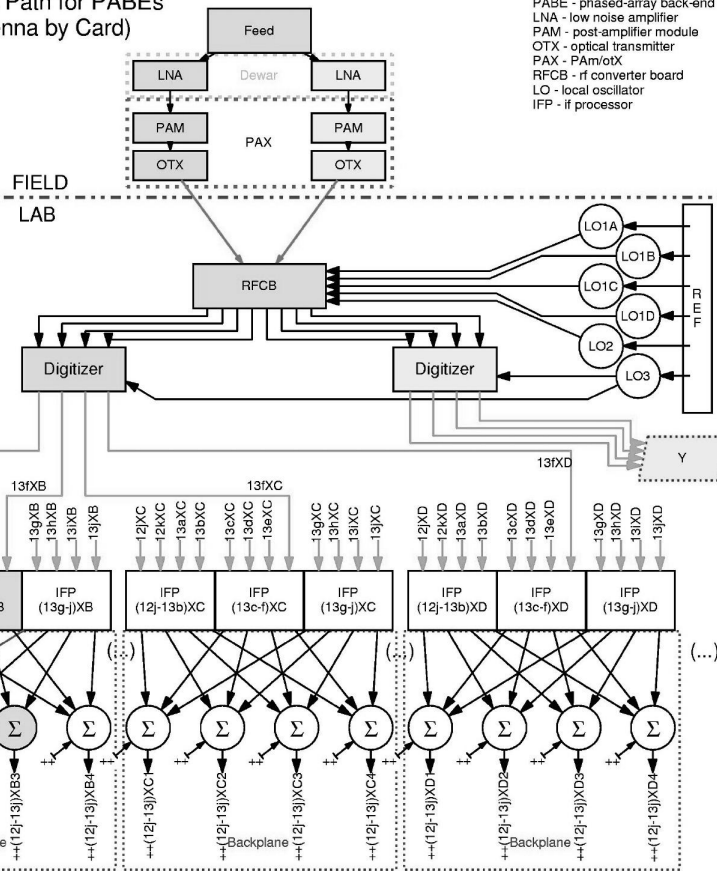 Path for PABEs
enna by Card)
PABE - phased-array back-end
LNA - low noise amplifier
PAM - post-amplifier module
OTX - optical transmitter
PAX - PAm/otX
RFCB - rf converter board
LO - local oscillator
IFP - if processor
Feed
LNA
Dewar
LNA
PAM
PAX
PAM
OTX
OTX
FIELD
LAB
LO1A
LO1B
LO1C
LO1D
LO2
LO3
REF
RFCB
Digitizer
Digitizer
Y
13fXB
13fXC
13fXD
13gXB
13hXB
13iXB
13jXB
12jXC
12kXC
13aXC
13bXC
13cXC
13dXC
13eXC
13gXC
13hXC
13iXC
13jXC
12jXD
12kXD
13aXD
13bXD
13cXD
13dXD
13eXD
13gXD
13hXD
13iXD
13jXD
B
IFP
(13g-j)XB
IFP
(12j-13b)XC
IFP
(13c-f)XC
IFP
(13g-j)XC
IFP
(12j-13b)XD
IFP
(13c-f)XD
IFP
(13g-j)XD
(...)
(...)
(...)
Σ
Σ
Σ
Σ
Σ
Σ
Σ
Σ
Σ
Σ
++
++
++
++
++
++
++
++
++
++(12j-13j)XB3
++(12j-13j)XB4
++(12j-13j)XC1
++(12j-13j)XC2
++(12j-13j)XC3
++(12j-13j)XC4
++(12j-13j)XD1
++(12j-13j)XD2
++(12j-13j)XD3
++(12j-13j)XD4
e
Backplane
Backplane